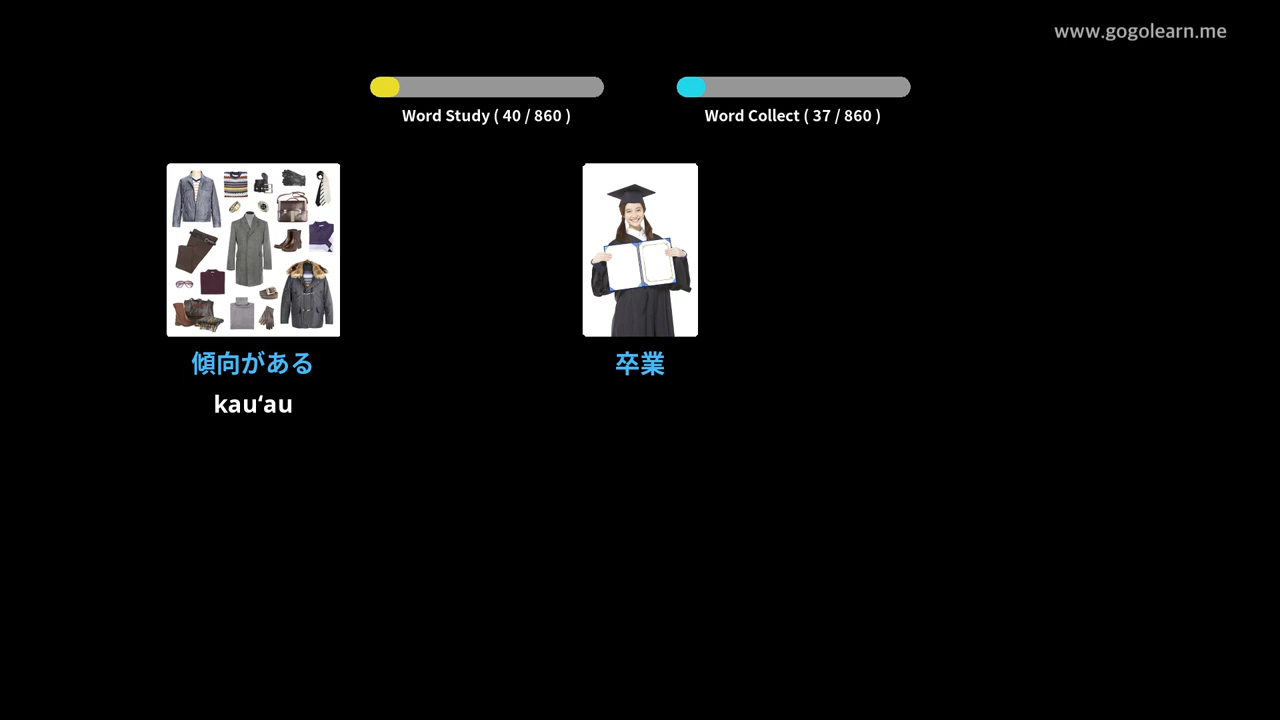 www.gogolearn.me
Word Study ( 40 / 860 )
Word Collect ( 37 / 860 )
傾向がある
kauʻau
卒業